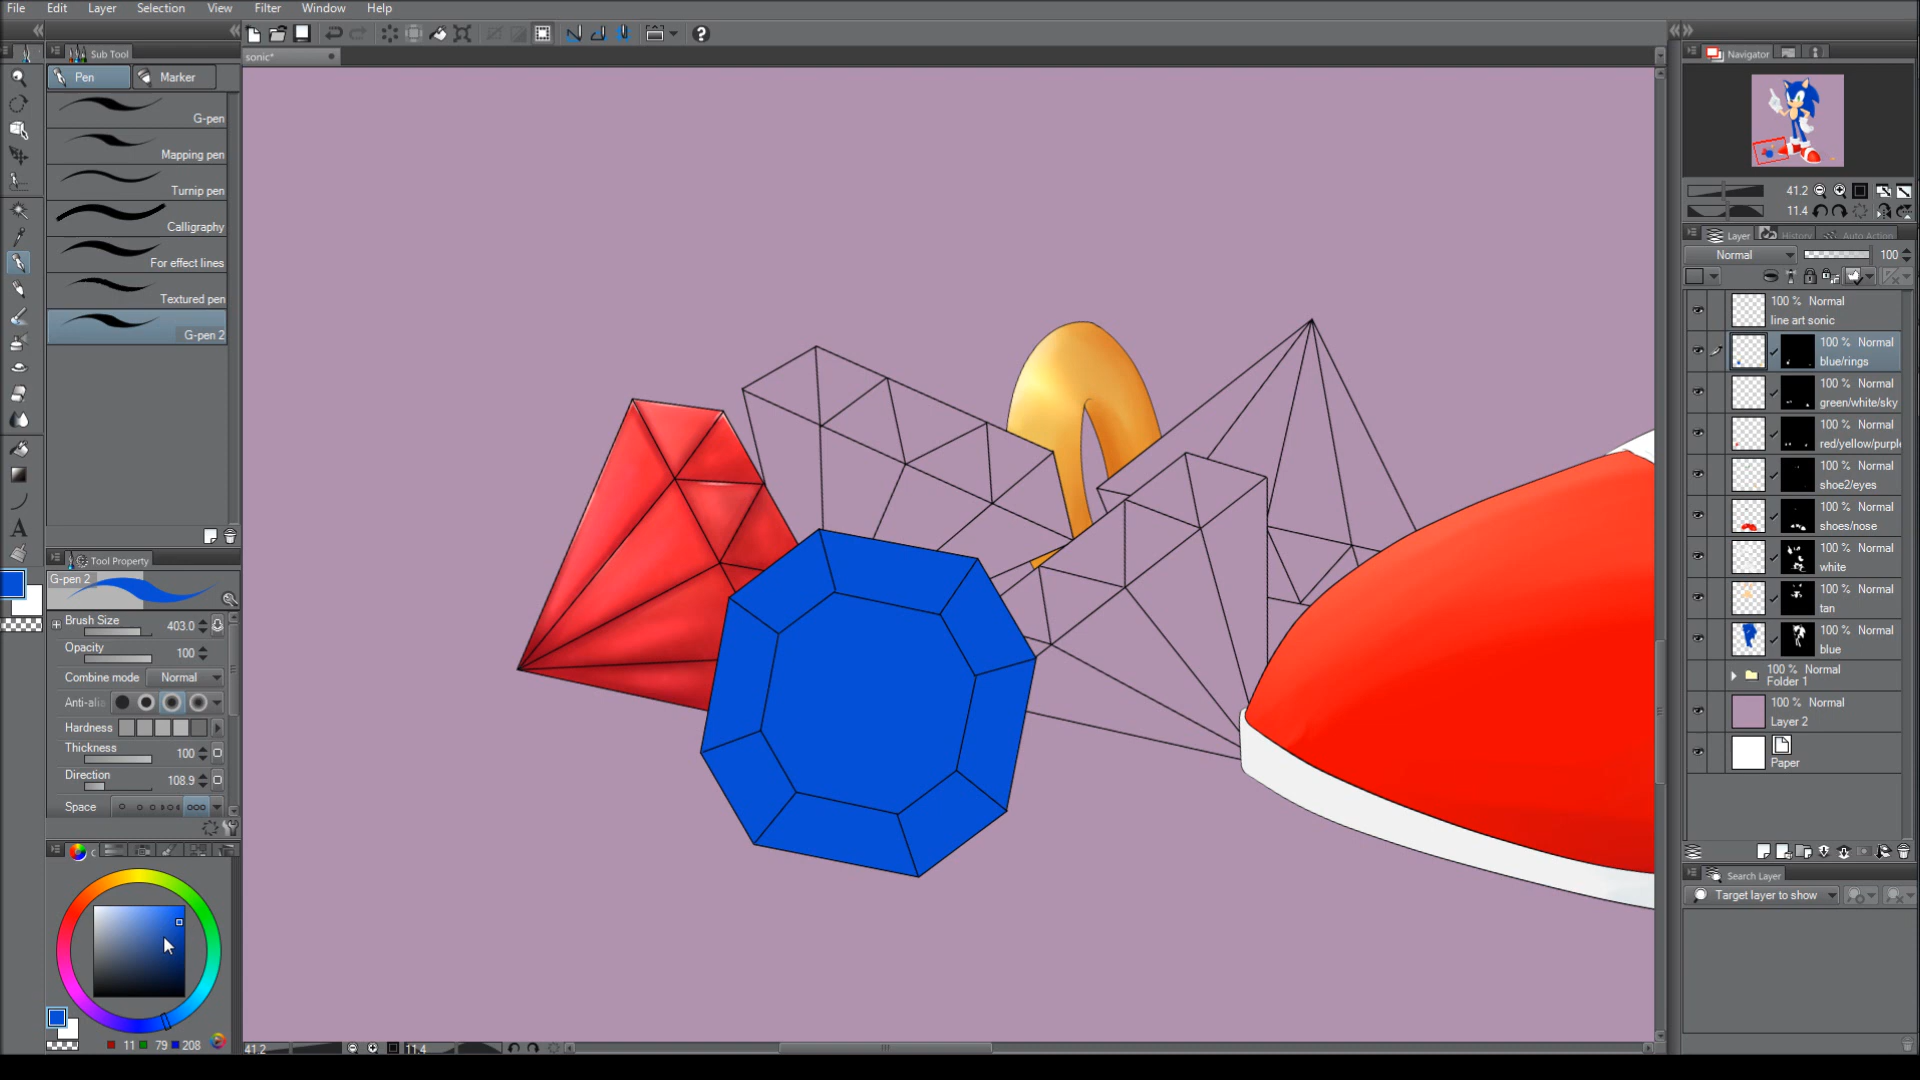 File Edit Layer Selection View Filter Window Help
Sub Tool
sonic*
Navigator
Pen Marker
G-pen
Mapping pen
Turnip pen
Calligraphy
For effect lines
Textured pen
G-pen 2
Tool Property
G-pen 2
Brush Size 403.0
Opacity 100
Combine mode Normal
Anti-alia
Hardness
Thickness 100
Direction 108.9
Space
11 79 208
41.2 11.4
41.2
11.4
Layer History Auto Action
Normal 100
100 % Normal
line art sonic
100 % Normal
blue/rings
100 % Normal
green/white/sky
100 % Normal
red/yellow/purpl
100 % Normal
shoe2/eyes
100 % Normal
shoes/nose
100 % Normal
white
100 % Normal
tan
100 % Normal
blue
100 % Normal
Folder 1
100 % Normal
Layer 2
Paper
Search Layer
Target layer to show